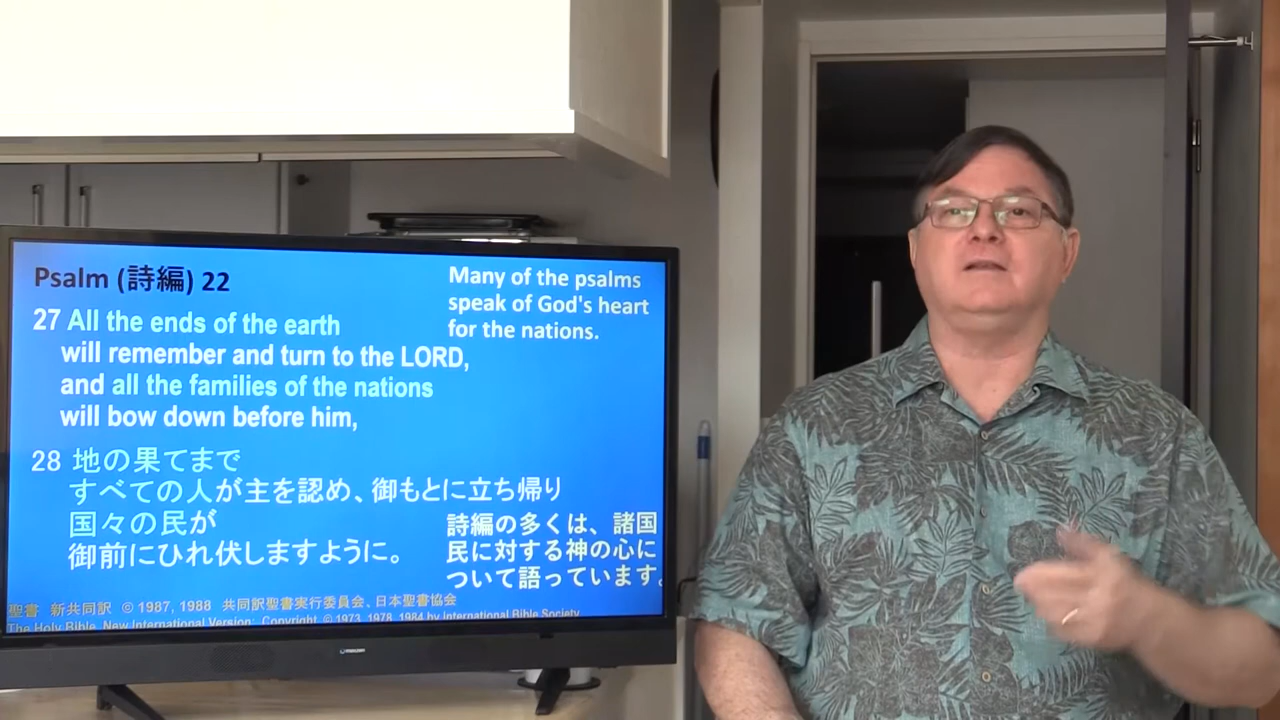 Psalm (詩編) 22
Many of the psalms
speak of God's heart
for the nations.
27 All the ends of the earth
will remember and turn to the LORD,
and all the families of the nations
will bow down before him,
28 地の果てまで
すべての人が主を認め、御もとに立ち帰り
国々の民が
御前にひれ伏しますように。
詩編の多くは、諸国
民に対する神の心に
ついて語っています。
聖書 新共同訳 © 1987, 1988 共同訳聖書実行委員会、日本聖書協会
The Holy Bible, New International Version: Copyright © 1973, 1978, 1984 by International Bible Society